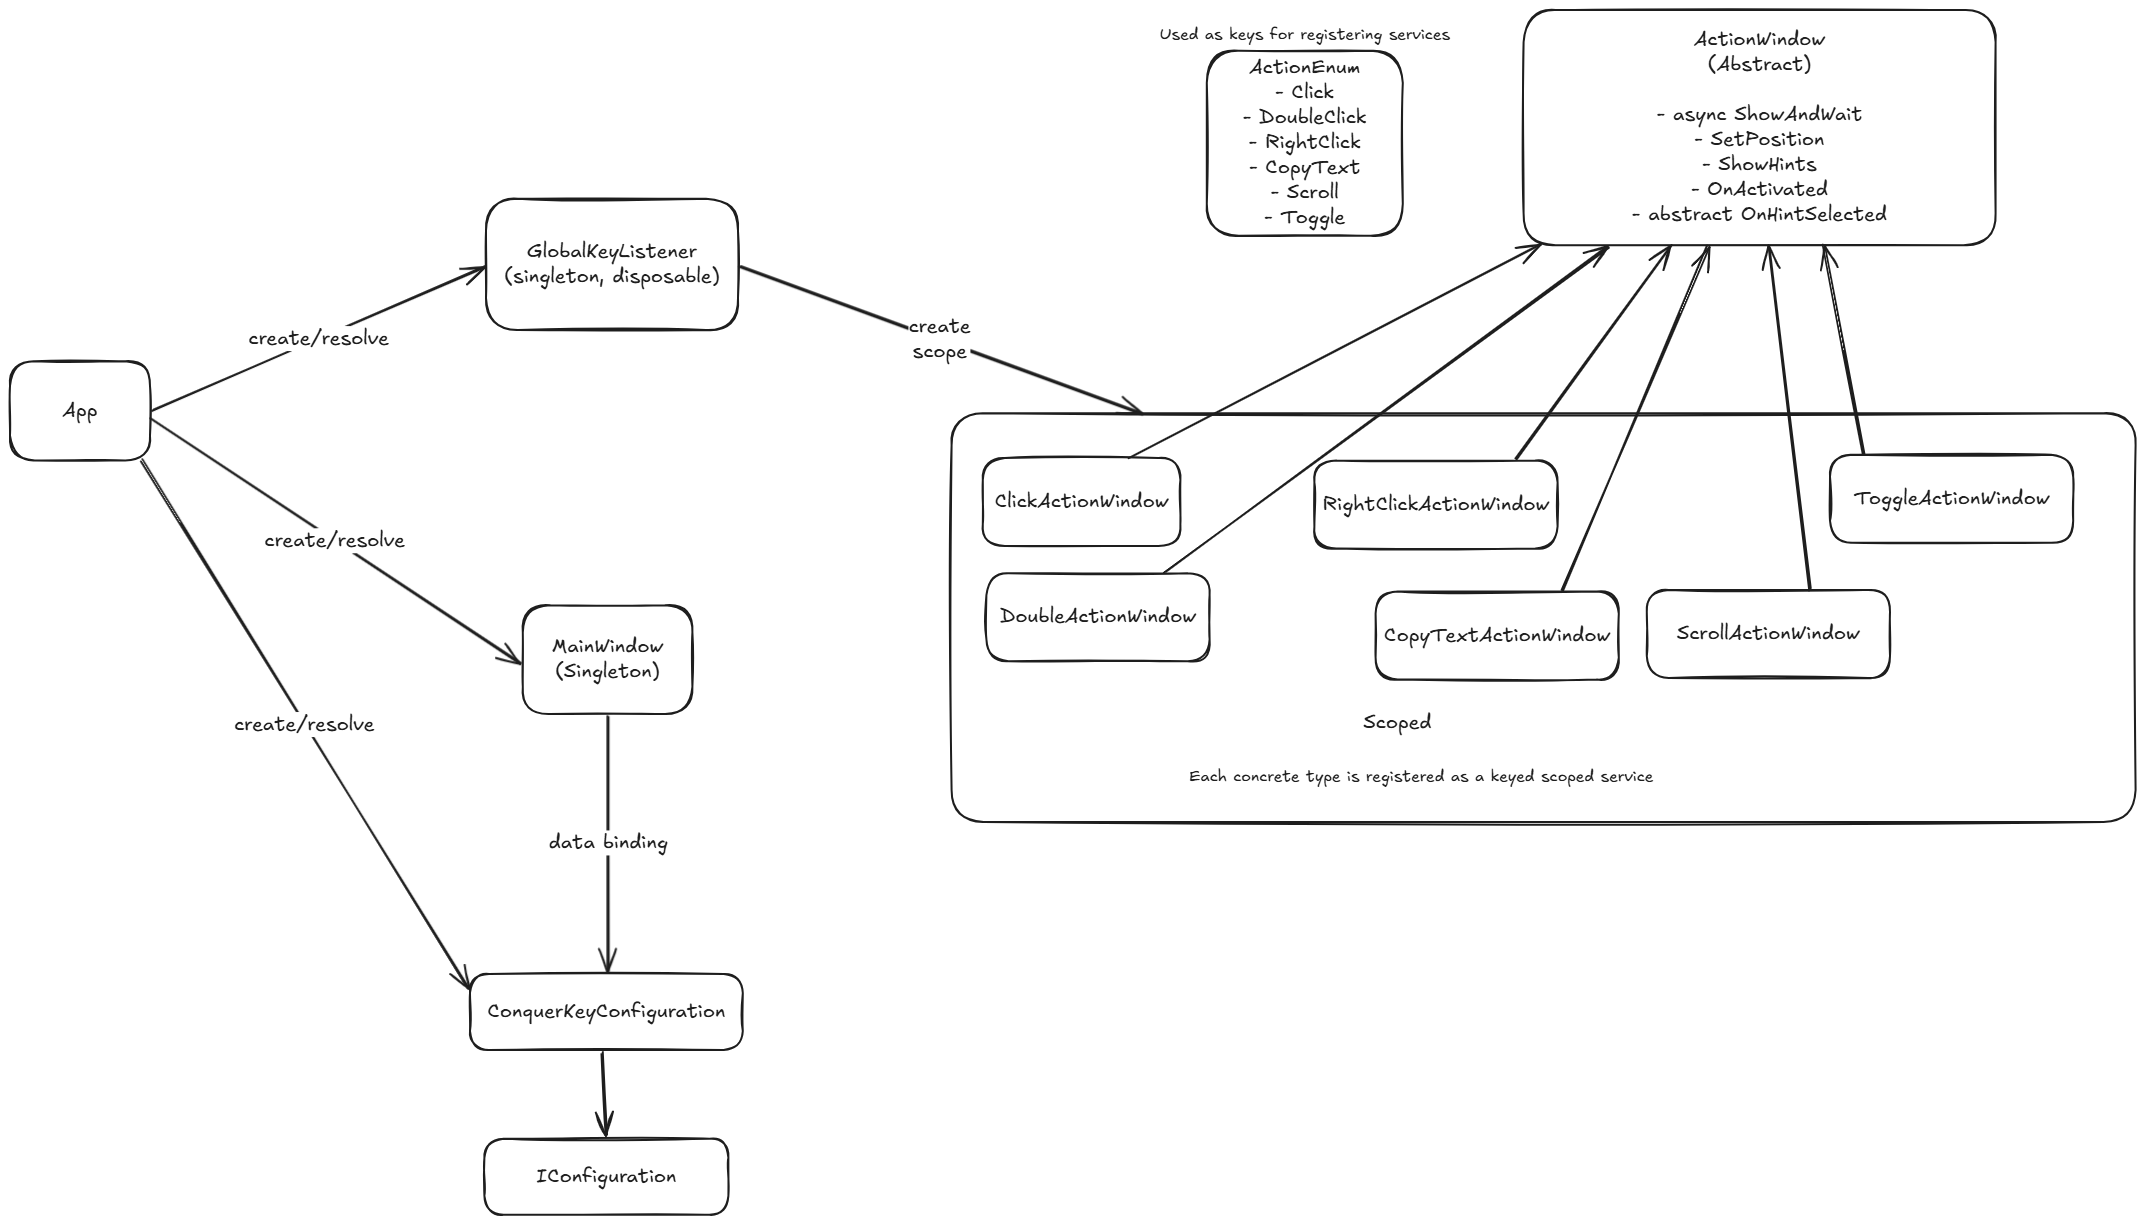 Used as keys for registering services
ActionEnum
- Click
- DoubleClick
- RightClick
- CopyText
- Scroll
- Toggle
ActionWindow
(Abstract)
- async ShowAndWait
- SetPosition
- ShowHints
- OnActivated
- abstract OnHintSelected
GlobalKeyListener
(singleton, disposable)
create/resolve
create
scope
App
create/resolve
create/resolve
MainWindow
(Singleton)
data binding
ConquerKeyConfiguration
IConfiguration
ClickActionWindow
RightClickActionWindow
ToggleActionWindow
DoubleActionWindow
CopyTextActionWindow
ScrollActionWindow
Scoped
Each concrete type is registered as a keyed scoped service